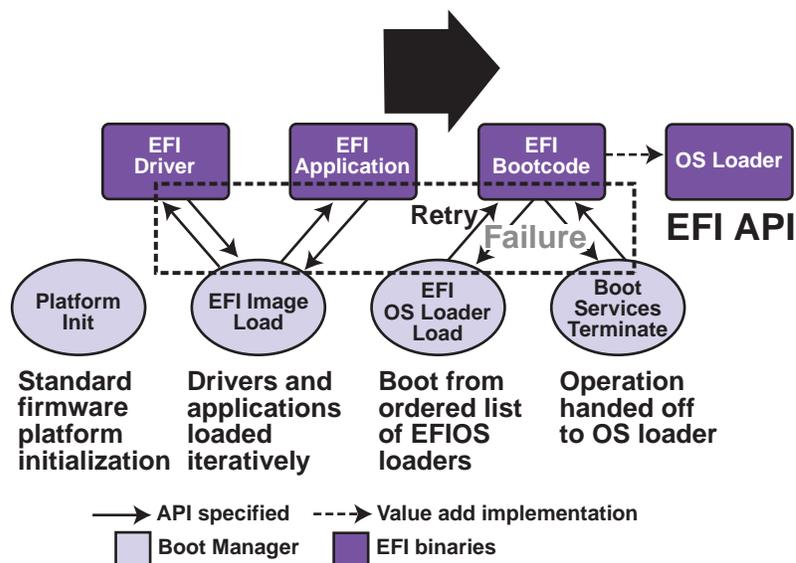 EFI
Driver
EFI
Application
EFI
Bootcode
OS Loader
Retry
Failure
EFI API
Platform
Init
EFI Image
Load
EFI
OS Loader
Load
Boot
Services
Terminate
Standard
firmware
platform
initialization
Drivers and
applications
loaded
iteratively
Boot from
ordered list
of EFIOS
loaders
Operation
handed off
to OS loader
API specified
Value add implementation
Boot Manager
EFI binaries